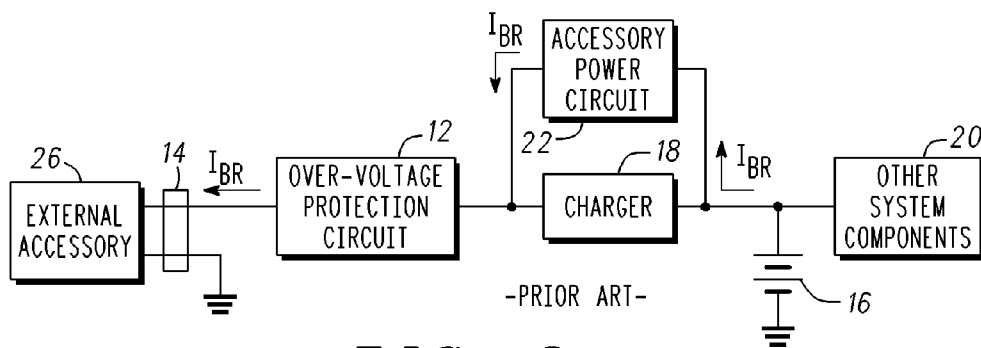 I_BR
ACCESSORY
POWER
CIRCUIT
22
26
14
I_BR
12
OVER-VOLTAGE
PROTECTION
CIRCUIT
18
I_BR
20
EXTERNAL
ACCESSORY
CHARGER
OTHER
SYSTEM
COMPONENTS
-PRIOR ART-
16